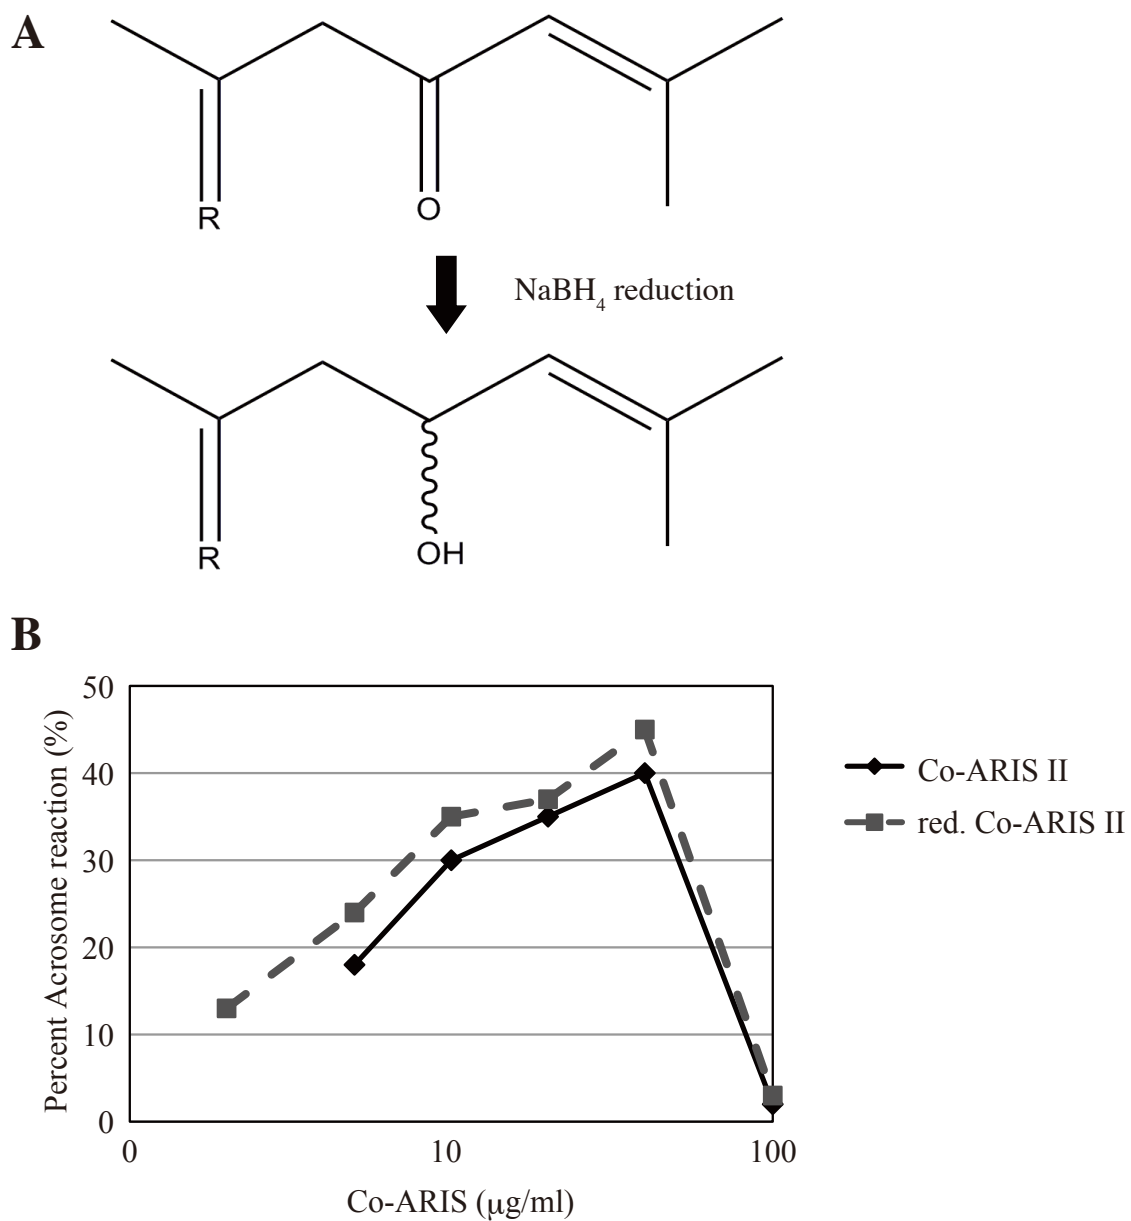 A
R
O
NaBH4 reduction
R
OH
B
50
40
30
20
10
0
Percent Acrosome reaction (%)
0 10 100
Co-ARIS (μg/ml)
Co-ARIS II
red. Co-ARIS II